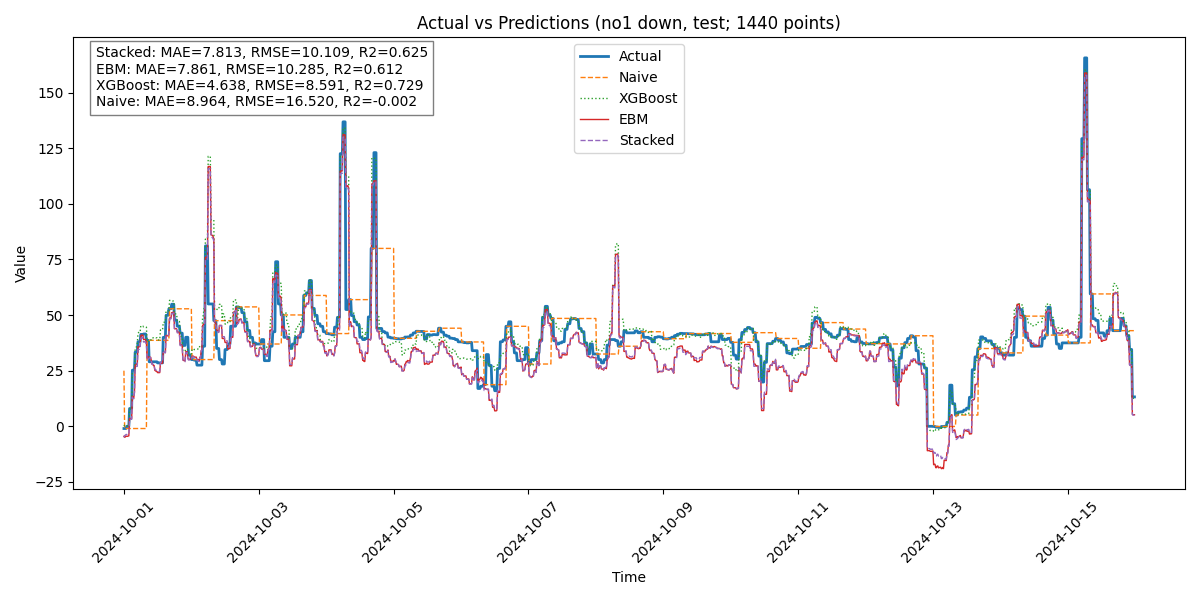 Actual vs Predictions (no1 down, test; 1440 points)
Stacked: MAE=7.813, RMSE=10.109, R2=0.625
EBM: MAE=7.861, RMSE=10.285, R2=0.612
XGBoost: MAE=4.638, RMSE=8.591, R2=0.729
Naive: MAE=8.964, RMSE=16.520, R2=-0.002
Actual
Naive
XGBoost
EBM
Stacked
Value
150
125
100
75
50
25
0
−25
2024-10-01
2024-10-03
2024-10-05
2024-10-07
2024-10-09
2024-10-11
2024-10-13
2024-10-15
Time